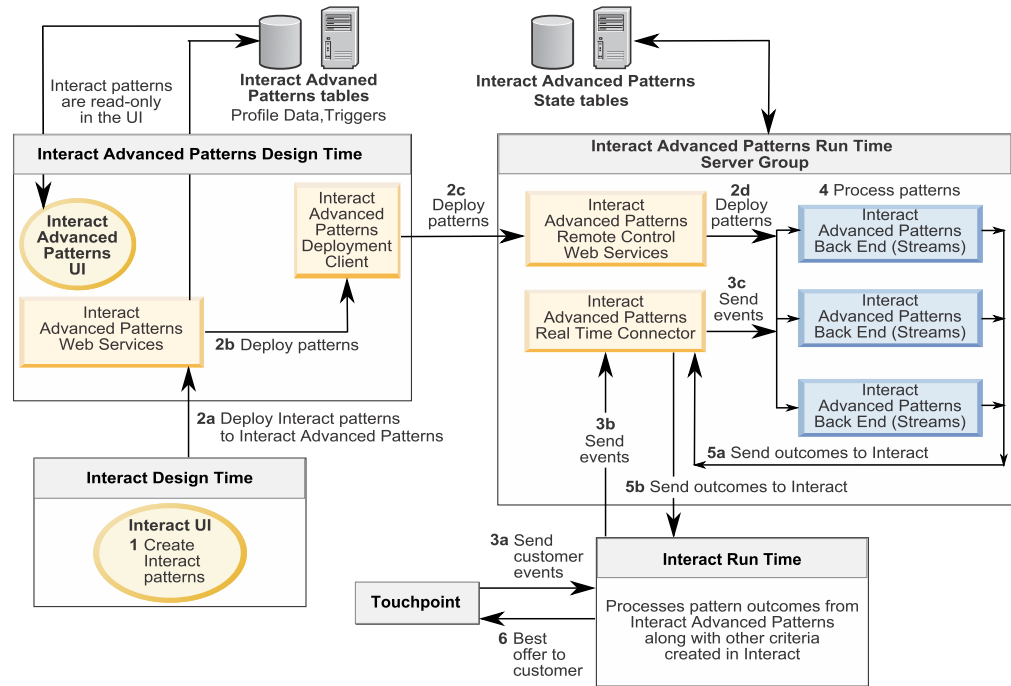 Interact Advaned
Patterns tables
Profile Data,Triggers
Interact Advanced Patterns
State tables
Interact patterns
are read-only
in the UI
Interact Advanced Patterns Design Time
Interact
Advanced
Patterns
UI
Interact
Advanced
Patterns
Deployment
Client
Interact
Advanced Patterns
Web Services
2b Deploy patterns
2c
Deploy
patterns
2a Deploy Interact patterns
to Interact Advanced Patterns
Interact Design Time
Interact UI
1 Create
Interact
patterns
Interact Advanced Patterns Run Time
Server Group
Interact
Advanced Patterns
Remote Control
Web Services
2d
Deploy
patterns
4 Process patterns
Interact
Advanced Patterns
Back End (Streams)
Interact
Advanced Patterns
Real Time Connector
3c
Send
events
Interact
Advanced Patterns
Back End (Streams)
Interact
Advanced Patterns
Back End (Streams)
3b
Send
events
5a Send outcomes to Interact
5b Send outcomes to Interact
3a Send
customer
events
Touchpoint
6 Best
offer to
customer
Interact Run Time
Processes pattern outcomes from
Interact Advanced Patterns
along with other criteria
created in Interact